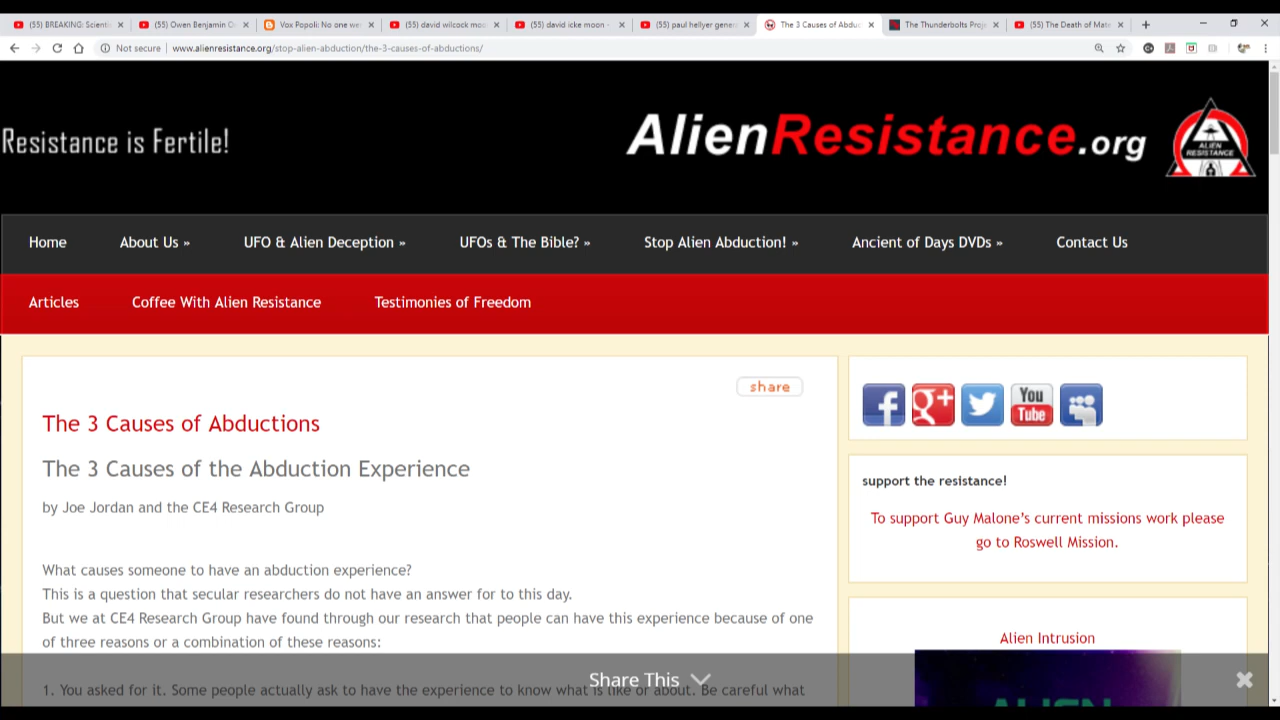 (55) BREAKING: Scienti
(55) Owen Benjamin O
Vox Popoli: No one we
(55) david wilcock moo
(55) david icke moon -
(55) paul hellyer gene
The 3 Causes of Abduc
The Thunderbolts Proj
(55) The Death of Mate
Not secure | www.alienresistance.org/stop-alien-abduction/the-3-causes-of-abductions/
Resistance is Fertile!
AlienResistance.org
ALIEN
RESISTANCE
Home
About Us »
UFO & Alien Deception »
UFOs & The Bible? »
Stop Alien Abduction! »
Ancient of Days DVDs »
Contact Us
Articles
Coffee With Alien Resistance
Testimonies of Freedom
share
The 3 Causes of Abductions
The 3 Causes of the Abduction Experience
by Joe Jordan and the CE4 Research Group
What causes someone to have an abduction experience?
This is a question that secular researchers do not have an answer for to this day.
But we at CE4 Research Group have found through our research that people can have this experience because of one
of three reasons or a combination of these reasons:
1. You asked for it. Some people actually ask to have the experience to know what is like or about. Be careful what
You
Tube
support the resistance!
To support Guy Malone's current missions work please
go to Roswell Mission.
Alien Intrusion
ALIEN
Share This